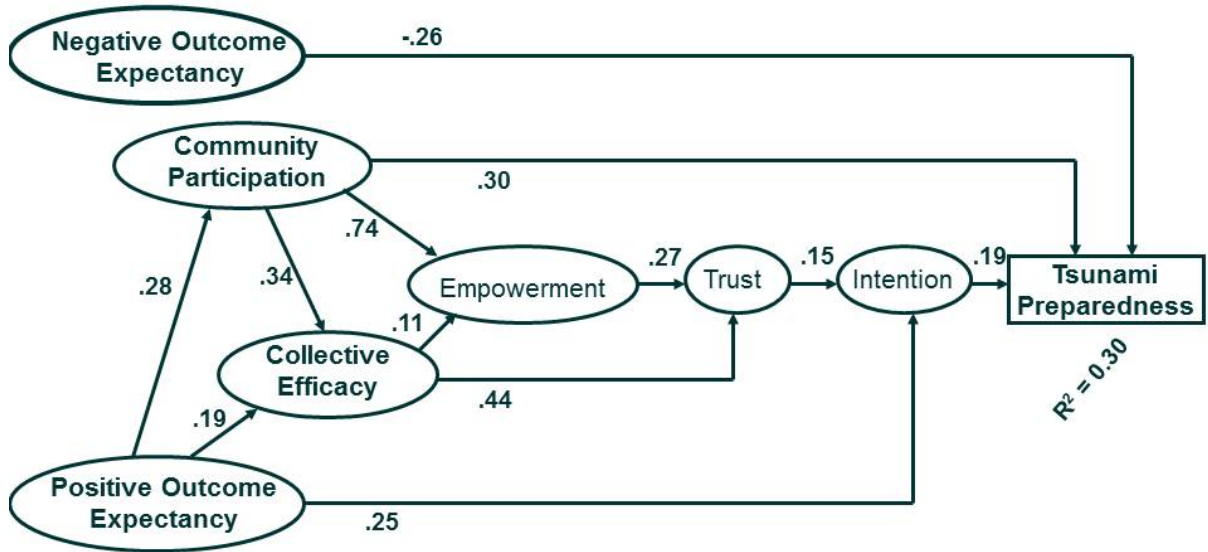 Negative Outcome
Expectancy
-.26
Community
Participation
.30
.74
.28
.34
Empowerment
.27
Trust
.15
Intention
.19
Tsunami
Preparedness
.11
Collective
Efficacy
.44
.19
R² = 0.30
Positive Outcome
Expectancy
.25